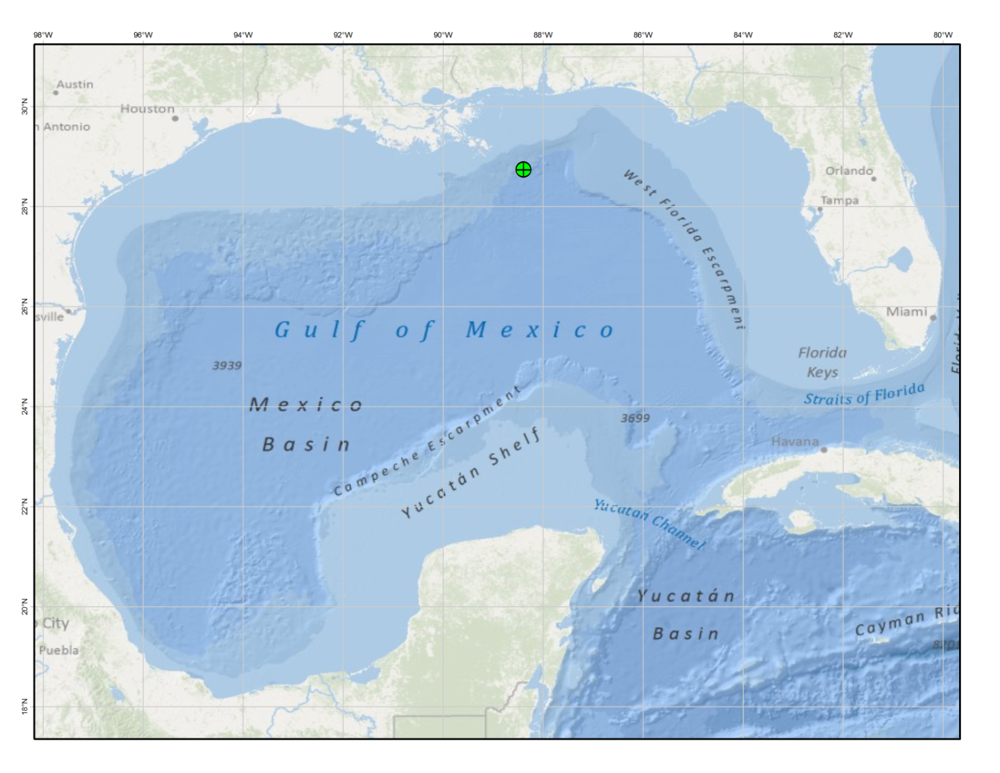 98°W 96°W 94°W 92°W 90°W 88°W 86°W 84°W 82°W 80°W
30°N
28°N
26°N
24°N
22°N
20°N
18°N
Austin
Houston
n Antonio
West Florida Escarpment
Orlando
Tampa
sville
Miami
Gulf of Mexico
Florida
Keys
3939
Straits of Florida
Mexico
Basin
Campeche Escarpment
Yucatán Shelf
3699
Havana
Yucatan Channel
Yucatán
Basin
Cayman Rid
City
Puebla